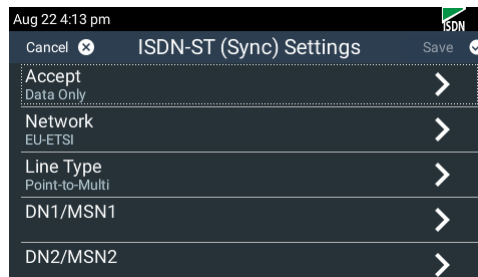 Aug 22 4:13 pm
ISDN
Cancel ISDN-ST (Sync) Settings Save
Accept
Data Only
Network
EU-ETSI
Line Type
Point-to-Multi
DN1/MSN1
DN2/MSN2